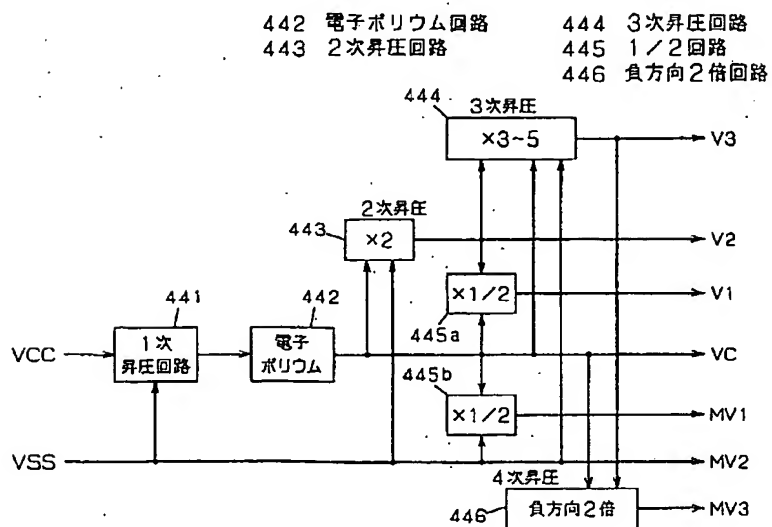 442 電子ポリウム回路
443 2次昇圧回路
444 3次昇圧回路
445 1/2回路
446 負方向2倍回路
444
3次昇圧
×3~5
V3
2次昇圧
443
×2
V2
441
442
×1/2
V1
445a
VCC
1次
昇圧回路
電子
ポリウム
VC
445b
×1/2
MV1
VSS
MV2
4次昇圧
446
負方向2倍
MV3